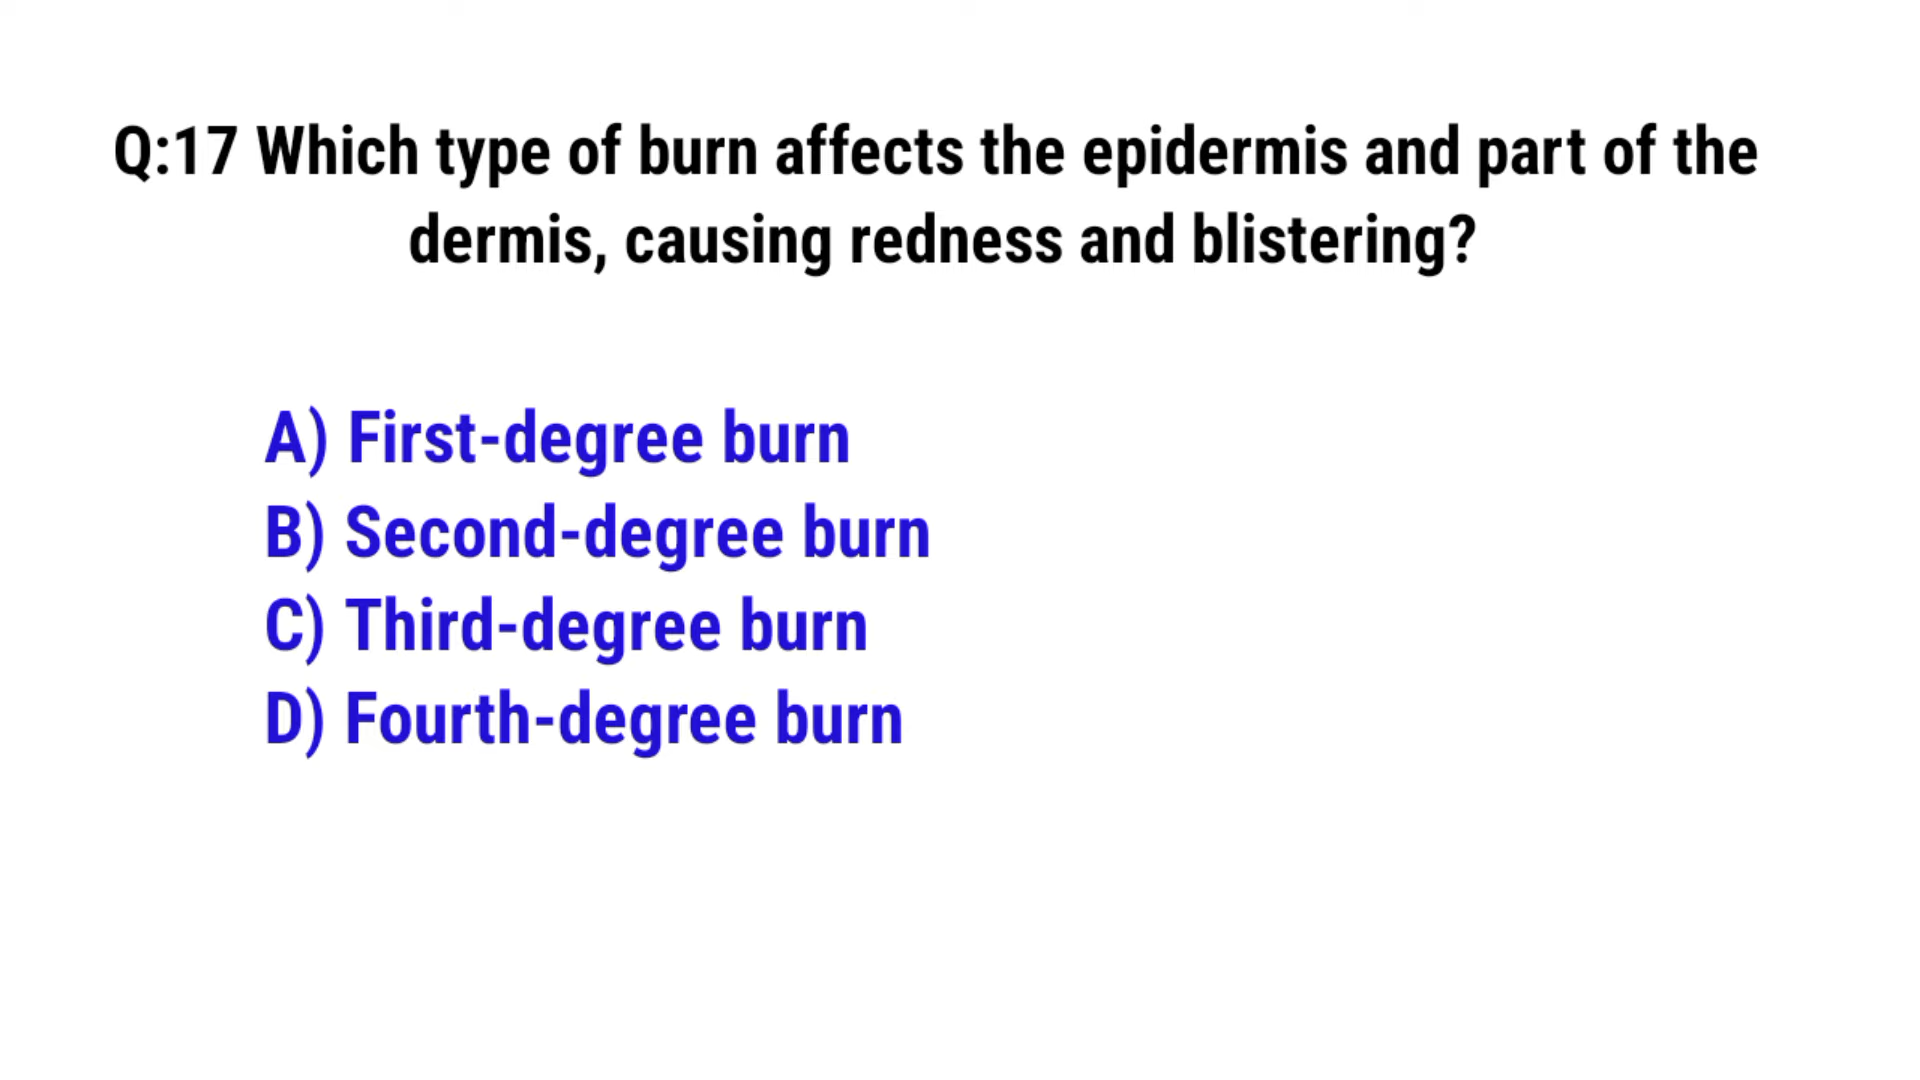 Q:17 Which type of burn affects the epidermis and part of the
dermis, causing redness and blistering?
A) First-degree burn
B) Second-degree burn
C) Third-degree burn
D) Fourth-degree burn